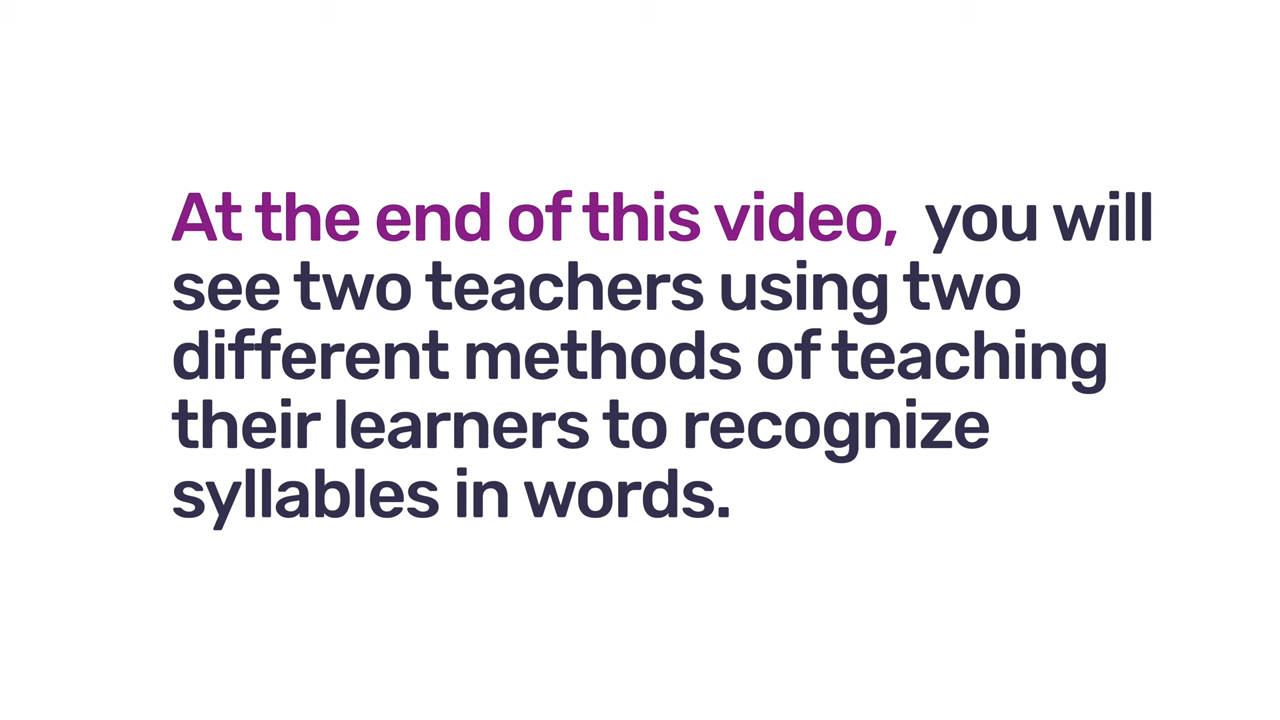 At the end of this video, you will
see two teachers using two
different methods of teaching
their learners to recognize
syllables in words.